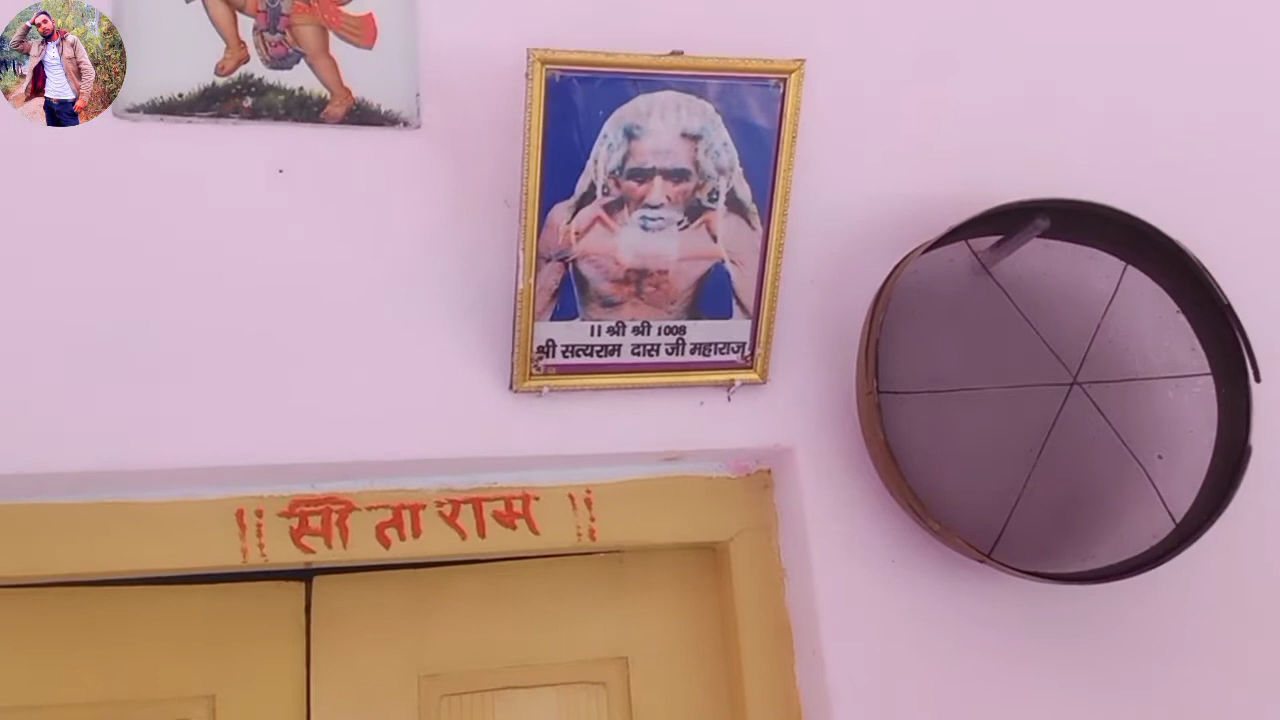 ।। श्री श्री 1008
श्री सत्यराम दास जी महाराज
॥ सीताराम ॥